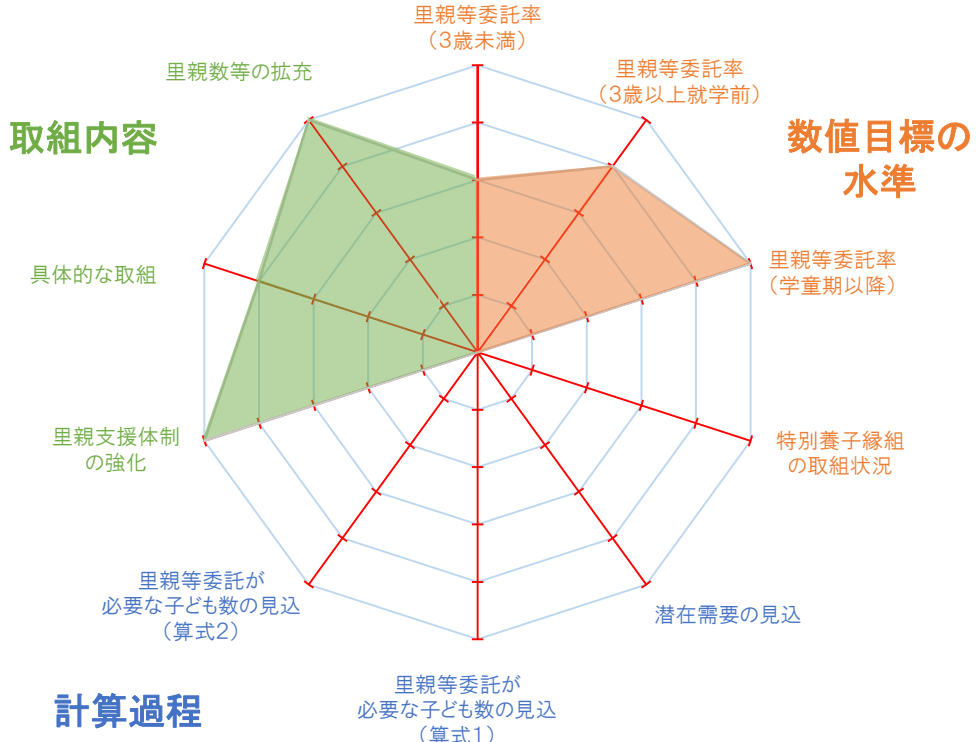 里親等委託率
（3歳未満）
里親数等の拡充
里親等委託率
（3歳以上就学前）
取組内容
数値目標の
水準
具体的な取組
里親等委託率
（学童期以降）
里親支援体制
の強化
特別養子縁組
の取組状況
里親等委託が
必要な子ども数の見込
（算式2）
潜在需要の見込
里親等委託が
必要な子ども数の見込
（算式1）
計算過程